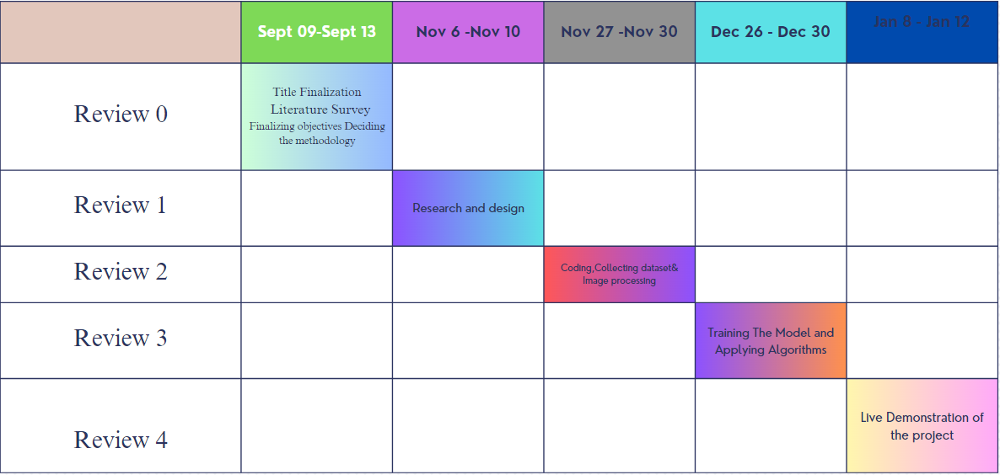 Sept 09-Sept 13
Nov 6 -Nov 10
Nov 27 -Nov 30
Dec 26 - Dec 30
Jan 8 - Jan 12
Review 0
Title Finalization
Literature Survey
Finalizing objectives Deciding
the methodology
Review 1
Research and design
Review 2
Coding,Collecting dataset&
Image processing
Review 3
Training The Model and
Applying Algorithms
Review 4
Live Demonstration of
the project